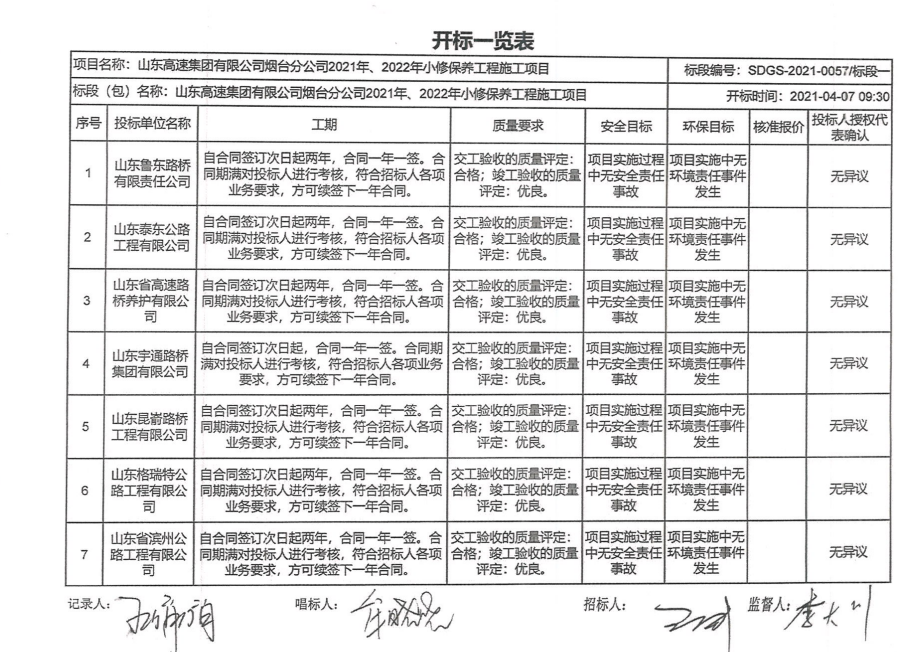 开标一览表
项目名称：山东高速集团有限公司烟台分公司2021年、2022年小修保养工程施工项目 标段编号：SDGS-2021-0057/标段一
标段（包）名称：山东高速集团有限公司烟台分公司2021年、2022年小修保养工程施工项目 开标时间：2021-04-07 09:30
序号 投标单位名称 工期 质量要求 安全目标 环保目标 核准报价 投标人授权代
表确认
1
山东鲁东路桥
有限责任公司
自合同签订次日起两年，合同一年一签。合
同期满对投标人进行考核，符合招标人各项
业务要求，方可续签下一年合同。
交工验收的质量评定：
合格；竣工验收的质量
评定：优良。
项目实施过程
中无安全责任
事故
项目实施中无
环境责任事件
发生
无异议
2
山东泰东公路
工程有限公司
自合同签订次日起两年，合同一年一签。合
同期满对投标人进行考核，符合招标人各项
业务要求，方可续签下一年合同。
交工验收的质量评定：
合格；竣工验收的质量
评定：优良。
项目实施过程
中无安全责任
事故
项目实施中无
环境责任事件
发生
无异议
3
山东省高速路
桥养护有限公
司
自合同签订次日起两年，合同一年一签。合
同期满对投标人进行考核，符合招标人各项
业务要求，方可续签下一年合同。
交工验收的质量评定：
合格；竣工验收的质量
评定：优良。
项目实施过程
中无安全责任
事故
项目实施中无
环境责任事件
发生
无异议
4
山东宇通路桥
集团有限公司
自合同签订次日起，合同一年一签。合同期
满对投标人进行考核，符合招标人各项业务
要求，方可续签下一年合同。
交工验收的质量评定：
合格；竣工验收的质量
评定：优良。
项目实施过程
中无安全责任
事故
项目实施中无
环境责任事件
发生
无异议
5
山东昆嵛路桥
工程有限公司
自合同签订次日起两年，合同一年一签。合
同期满对投标人进行考核，符合招标人各项
业务要求，方可续签下一年合同。
交工验收的质量评定：
合格；竣工验收的质量
评定：优良。
项目实施过程
中无安全责任
事故
项目实施中无
环境责任事件
发生
无异议
6
山东格瑞特公
路工程有限公
司
自合同签订次日起两年，合同一年一签。合
同期满对投标人进行考核，符合招标人各项
业务要求，方可续签下一年合同。
交工验收的质量评定：
合格；竣工验收的质量
评定：优良。
项目实施过程
中无安全责任
事故
项目实施中无
环境责任事件
发生
无异议
7
山东省滨州公
路工程有限公
司
自合同签订次日起两年，合同一年一签。合
同期满对投标人进行考核，符合招标人各项
业务要求，方可续签下一年合同。
交工验收的质量评定：
合格；竣工验收的质量
评定：优良。
项目实施过程
中无安全责任
事故
项目实施中无
环境责任事件
发生
无异议
记录人： 唱标人： 招标人： 监督人：李大川